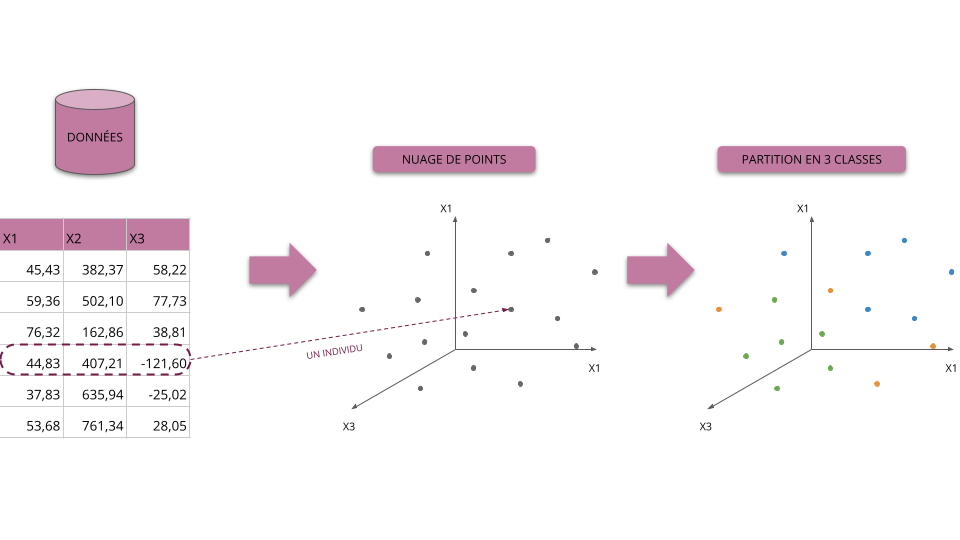 DONNÉES
NUAGE DE POINTS
PARTITION EN 3 CLASSES
X1 X2 X3
45,43 382,37 58,22
59,36 502,10 77,73
76,32 162,86 38,81
44,83 407,21 -121,60
37,83 635,94 -25,02
53,68 761,34 28,05
UN INDIVIDU
X1
X1
X3
X1
X1
X3